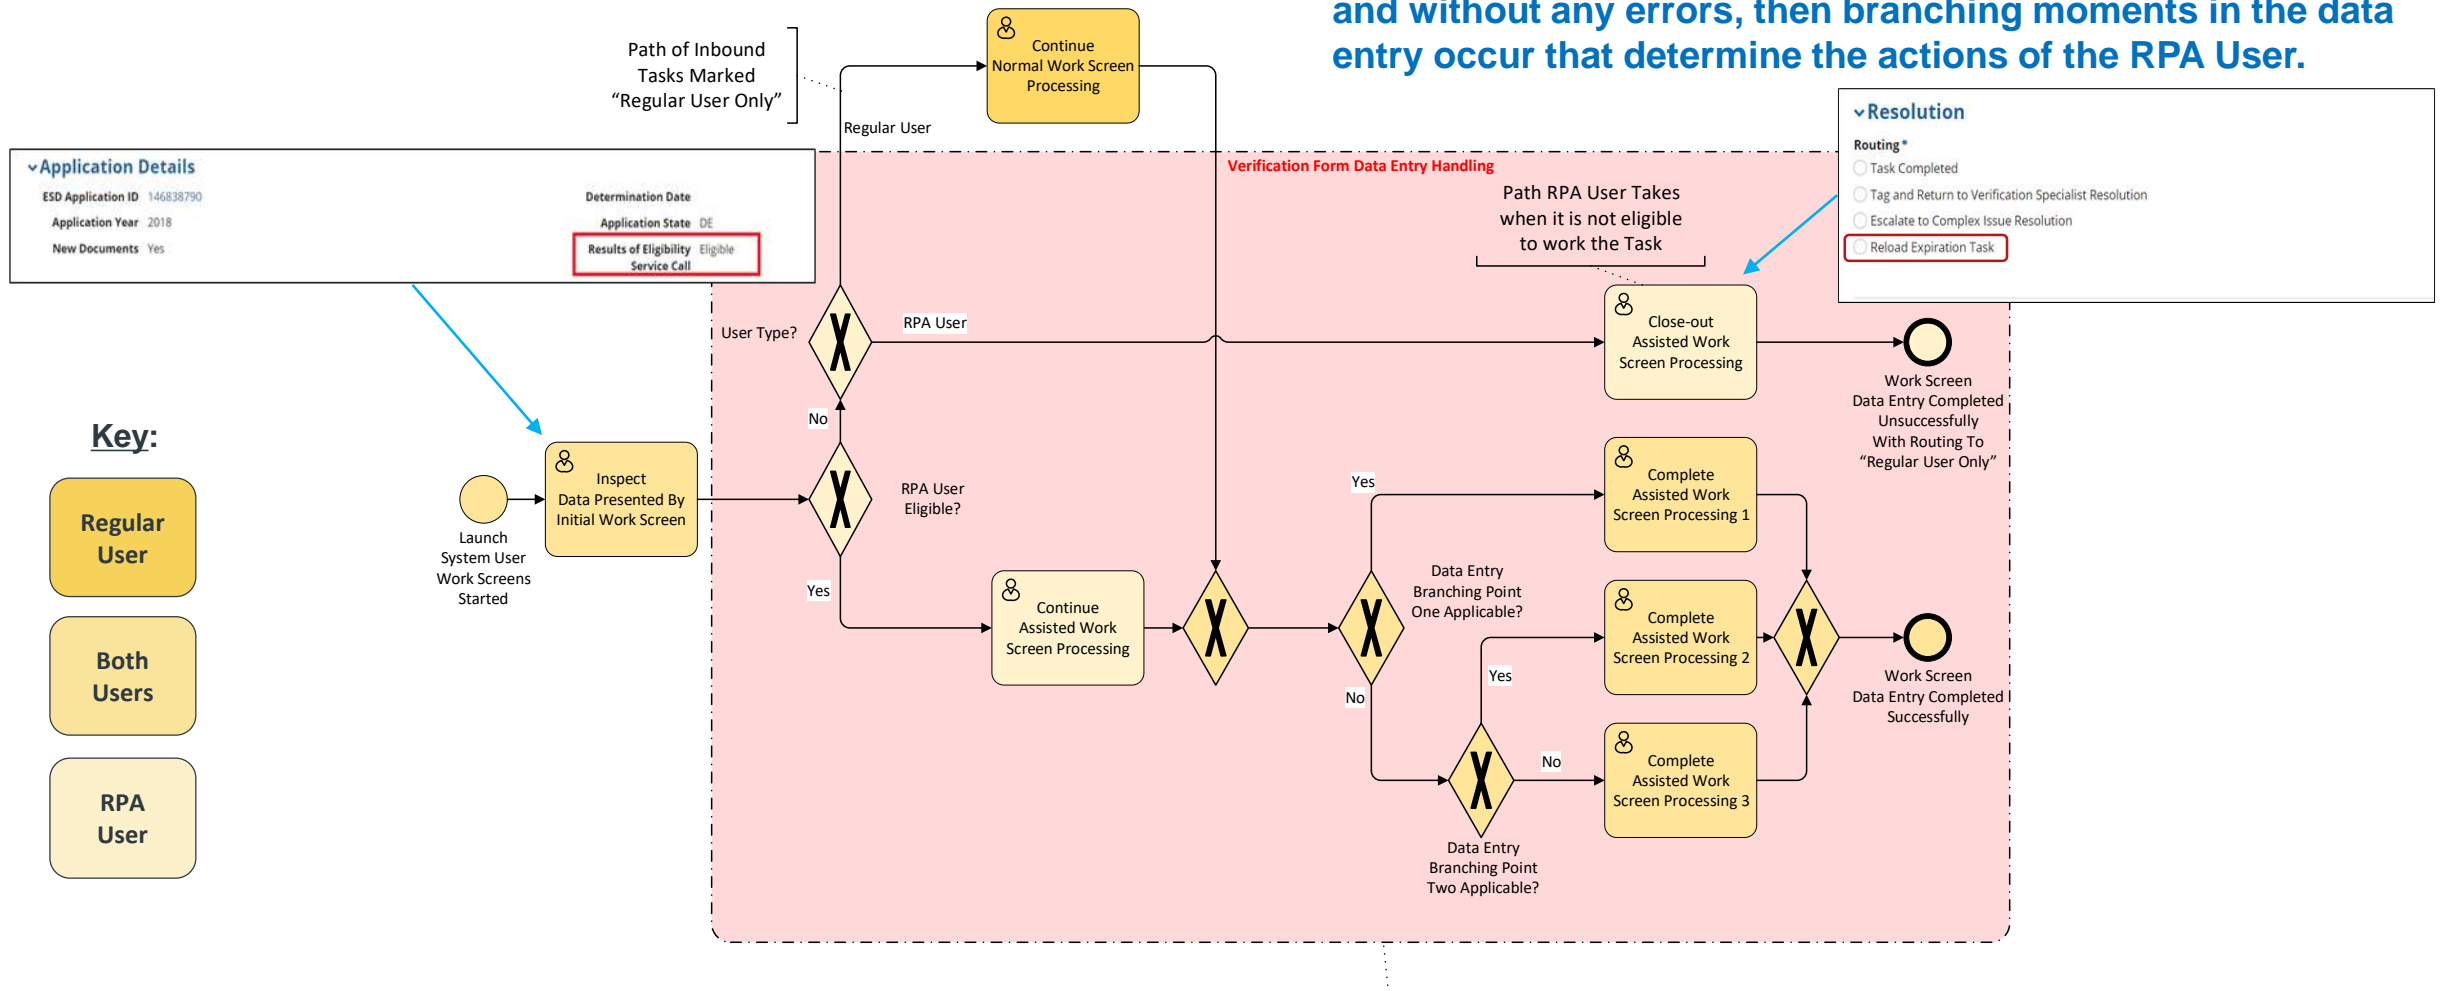 and without any errors, then branching moments in the data
entry occur that determine the actions of the RPA User.
Path of Inbound
Tasks Marked
“Regular User Only”
Continue
Normal Work Screen
Processing
Regular User
Application Details
ESD Application ID 146838790
Application Year 2018
New Documents Yes
Determination Date
Application State DE
Results of Eligibility Eligible
Service Call
Verification Form Data Entry Handling
Path RPA User Takes
when it is not eligible
to work the Task
Resolution
Routing*
Task Completed
Tag and Return to Verification Specialist Resolution
Escalate to Complex Issue Resolution
Reload Expiration Task
User Type?
RPA User
Close-out
Assisted Work
Screen Processing
Work Screen
Data Entry Completed
Unsuccessfully
With Routing To
“Regular User Only”
No
Key:
Regular
User
Both
Users
RPA
User
Launch
System User
Work Screens
Started
Inspect
Data Presented By
Initial Work Screen
RPA User
Eligible?
Yes
Continue
Assisted Work
Screen Processing
Data Entry
Branching Point
One Applicable?
Yes
No
Complete
Assisted Work
Screen Processing 1
Complete
Assisted Work
Screen Processing 2
Yes
No
Complete
Assisted Work
Screen Processing 3
Data Entry
Branching Point
Two Applicable?
Work Screen
Data Entry Completed
Successfully